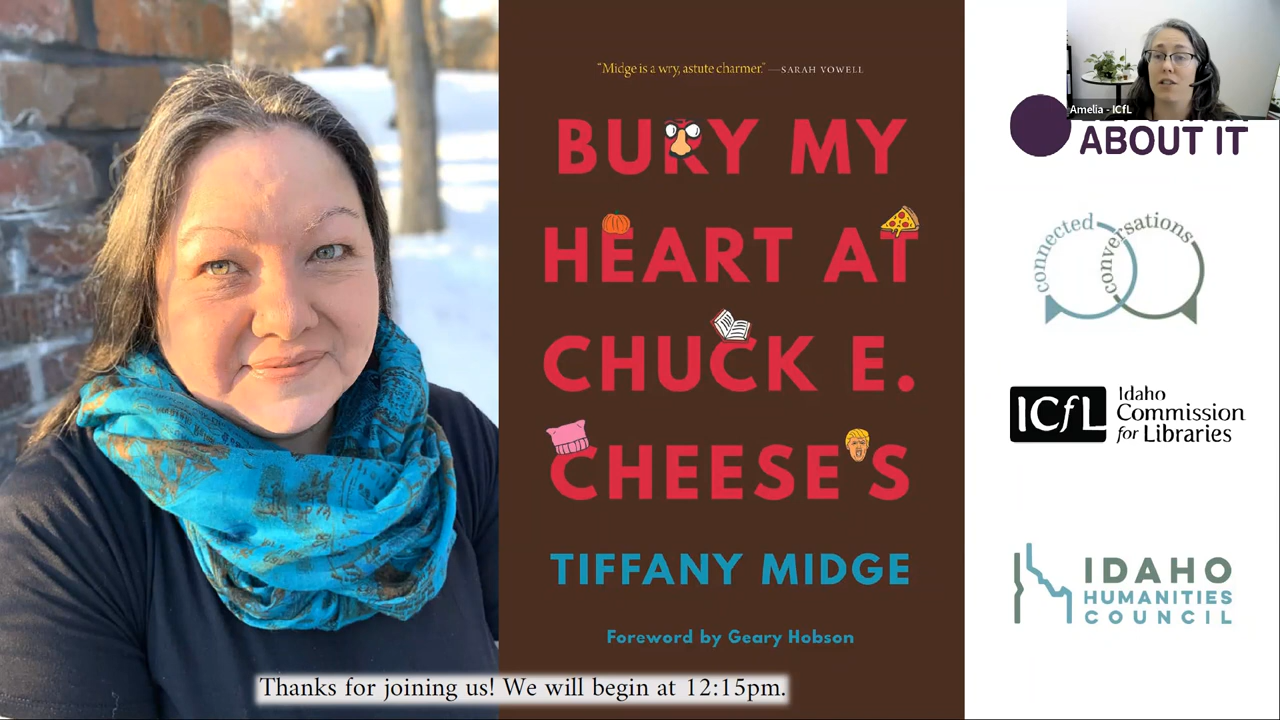 "Midge is a wry, astute charmer." —SARAH VOWELL
BURY MY
HEART AT
CHUCK E.
CHEESE'S
TIFFANY MIDGE
Foreword by Geary Hobson
Thanks for joining us! We will begin at 12:15pm.
Amelia - ICfL
ABOUT IT
connected
conversations
ICfL
Idaho
Commission
for Libraries
IDAHO
HUMANITIES
COUNCIL